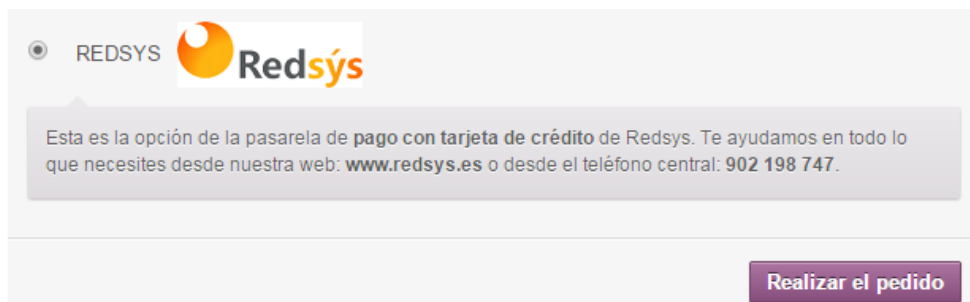 REDSYS Redsýs
Esta es la opción de la pasarela de pago con tarjeta de crédito de Redsys. Te ayudamos en todo lo
que necesites desde nuestra web: www.redsys.es o desde el teléfono central: 902 198 747.
Realizar el pedido